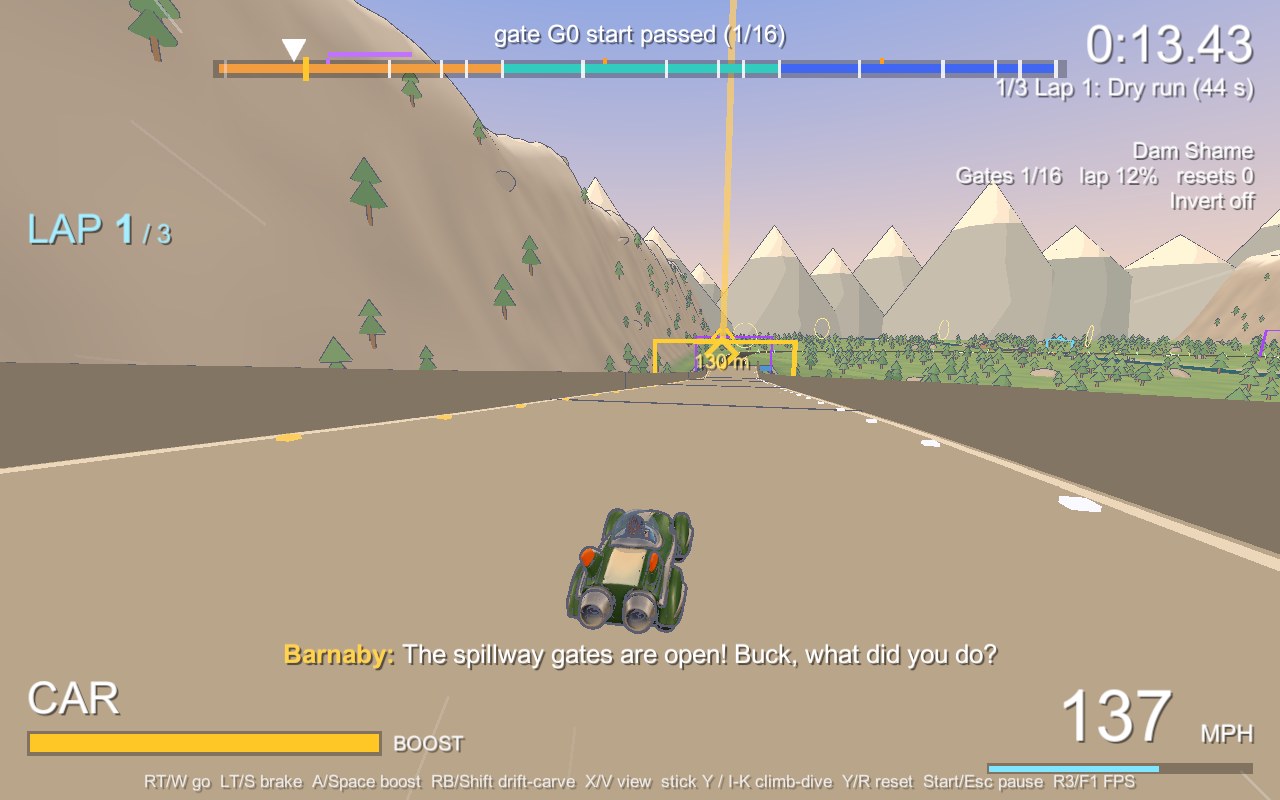 gate G0 start passed (1/16)
0:13.43
1/3 Lap 1: Dry run (44 s)
Dam Shame
Gates 1/16 lap 12% resets 0
Invert off
LAP 1 / 3
130 m
Barnaby: The spillway gates are open! Buck, what did you do?
CAR
BOOST
137 MPH
RT/W go LT/S brake A/Space boost RB/Shift drift-carve X/V view stick Y / I-K climb-dive Y/R reset Start/Esc pause R3/F1 FPS